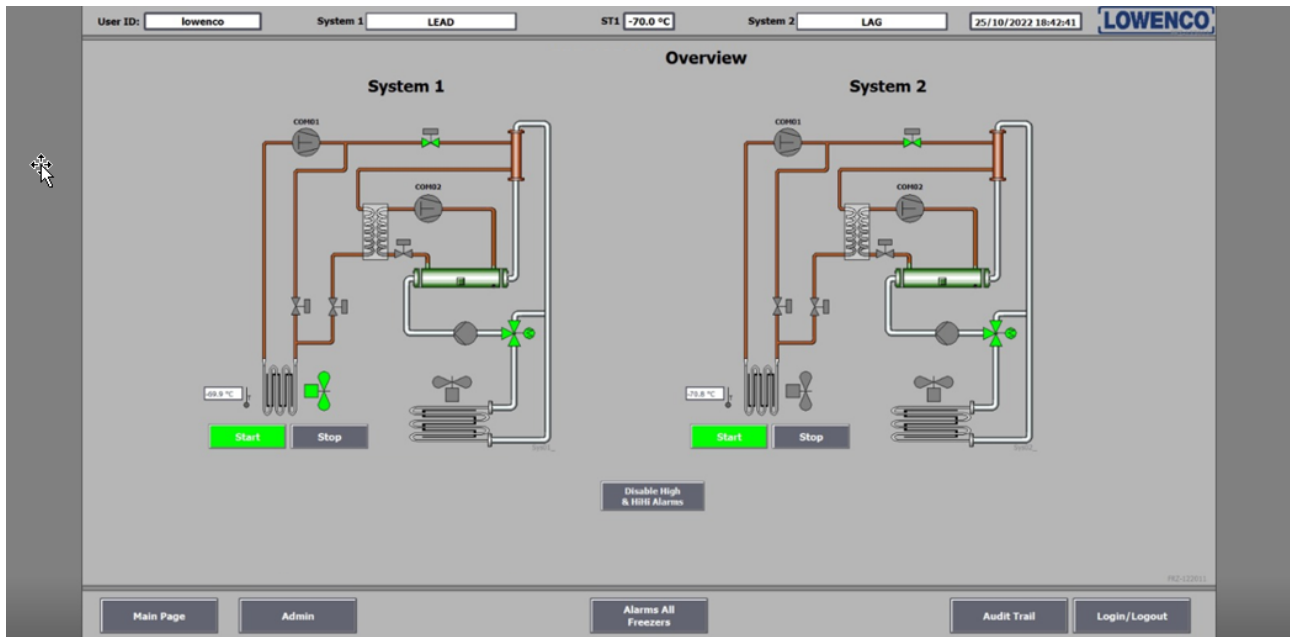 User ID: lowenco System 1 LEAD ST1 -70.0 °C System 2 LAG 25/10/2022 18:42:41 LOWENCO
Overview
System 1 System 2
COM01 COM01
COM02 COM02
-69.9 °C -70.8 °C
Start Stop Start Stop
Disable High
& HiHi Alarms
Main Page Admin Alarms All
Freezers Audit Trail Login/Logout